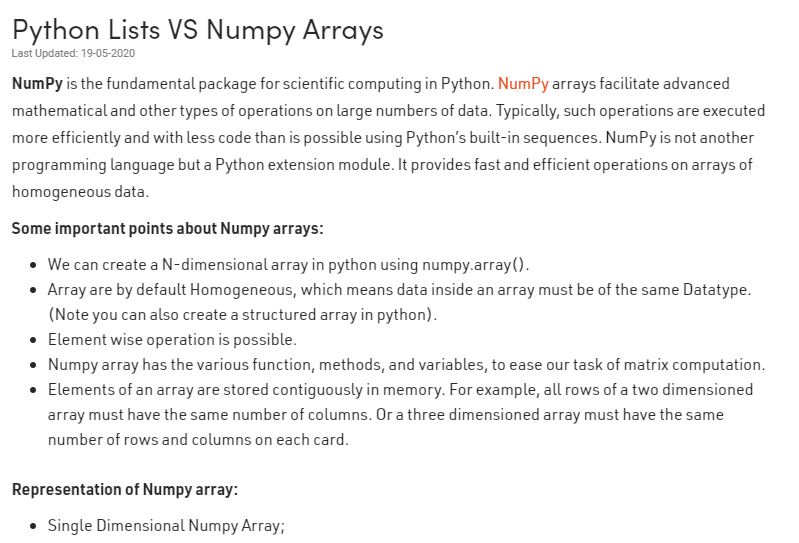 Python Lists VS Numpy Arrays
Last Updated: 19-05-2020
NumPy is the fundamental package for scientific computing in Python. NumPy arrays facilitate advanced
mathematical and other types of operations on large numbers of data. Typically, such operations are executed
more efficiently and with less code than is possible using Python’s built-in sequences. NumPy is not another
programming language but a Python extension module. It provides fast and efficient operations on arrays of
homogeneous data.
Some important points about Numpy arrays:
• We can create a N-dimensional array in python using numpy.array().
• Array are by default Homogeneous, which means data inside an array must be of the same Datatype.
(Note you can also create a structured array in python).
• Element wise operation is possible.
• Numpy array has the various function, methods, and variables, to ease our task of matrix computation.
• Elements of an array are stored contiguously in memory. For example, all rows of a two dimensioned
array must have the same number of columns. Or a three dimensioned array must have the same
number of rows and columns on each card.
Representation of Numpy array:
• Single Dimensional Numpy Array;